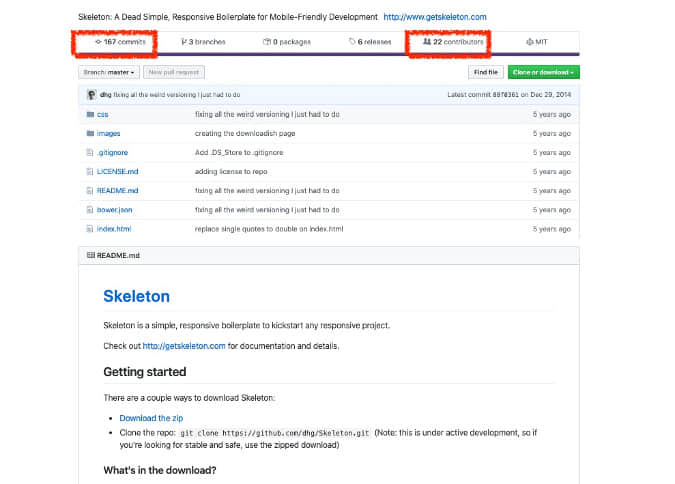 Skeleton: A Dead Simple, Responsive Boilerplate for Mobile-Friendly Development http://www.getskeleton.com
167 commits 3 branches 0 packages 6 releases 22 contributors MIT
Branch: master New pull request Find file Clone or download
dhg fixing all the weird versioning I just had to do Latest commit 88f0361 on Dec 29, 2014
css fixing all the weird versioning I just had to do 5 years ago
images creating the downloadish page 5 years ago
.gitignore Add .DS_Store to .gitignore 5 years ago
LICENSE.md adding license to repo 5 years ago
README.md fixing all the weird versioning I just had to do 5 years ago
bower.json fixing all the weird versioning I just had to do 5 years ago
index.html replace single quotes to double on index.html 5 years ago
README.md
Skeleton
Skeleton is a simple, responsive boilerplate to kickstart any responsive project.
Check out http://getskeleton.com for documentation and details.
Getting started
There are a couple ways to download Skeleton:
• Download the zip
• Clone the repo: git clone https://github.com/dhg/Skeleton.git (Note: this is under active development, so if
you're looking for stable and safe, use the zipped download)
What's in the download?